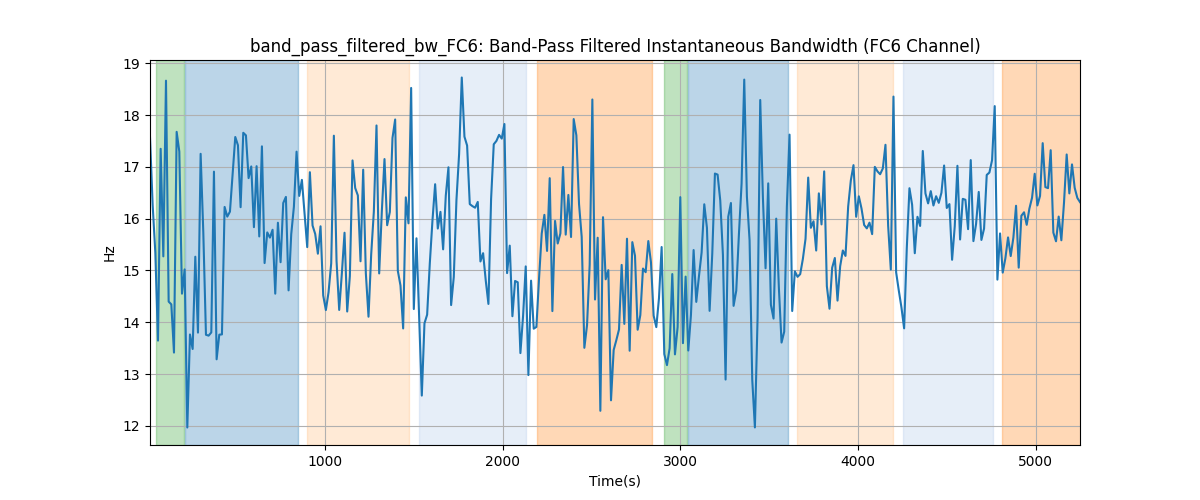 band_pass_filtered_bw_FC6: Band-Pass Filtered Instantaneous Bandwidth (FC6 Channel)
19
18
17
16
15
14
13
12
Hz
1000 2000 3000 4000 5000
Time(s)